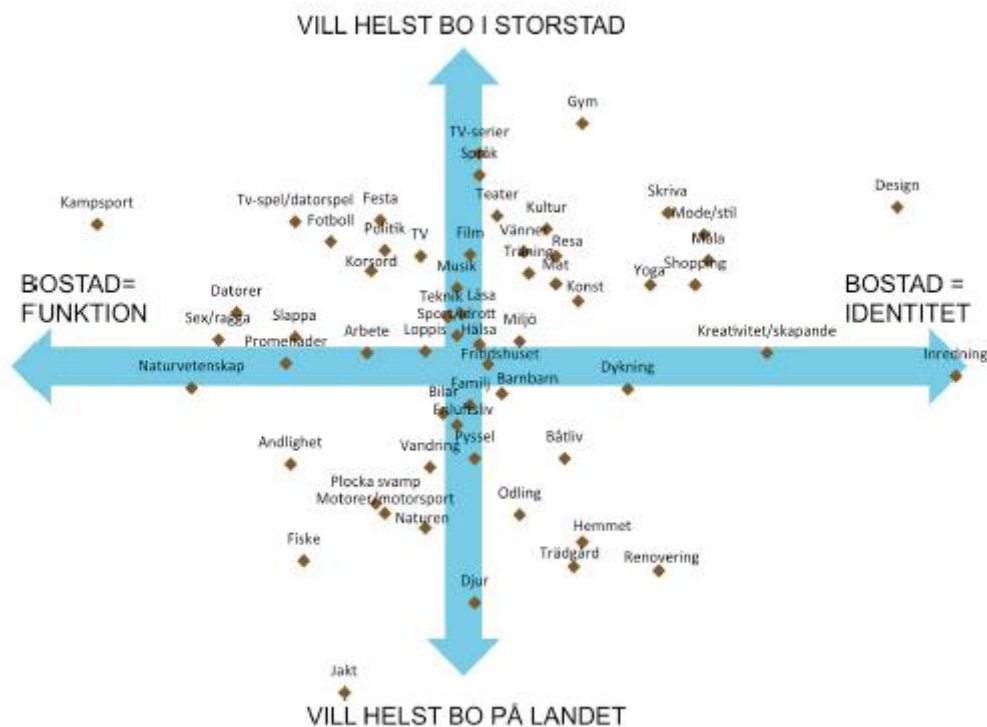 VILL HELST BO I STORSTAD
Gym
TV-serier
Språk
Kampsport
Tv-spel/datorspel
Festa
Teater
Skriva
Design
Fotboll
Kultur
Mode/stil
Politik
TV
Film
Vänner
Resa
Måla
Korsord
Musik
Träning
Mat
Yoga
Shopping
BOSTAD=
FUNKTION
BOSTAD =
IDENTITET
Datorer
Teknik
Läsa
Konst
Sex/ragga
Slappa
Sport/idrott
Promenader
Arbete
Loppis
Hälsa
Miljö
Kreativitet/skapande
Naturvetenskap
Fritidshuset
Dykning
Inredning
Bilar
Familj
Barnbarn
Friluftsliv
Andlighet
Vandring
Pyssel
Båtliv
Plocka svamp
Motorer/motorsport
Naturen
Odling
Fiske
Hemmet
Trädgård
Renovering
Djur
Jakt
VILL HELST BO PÅ LANDET